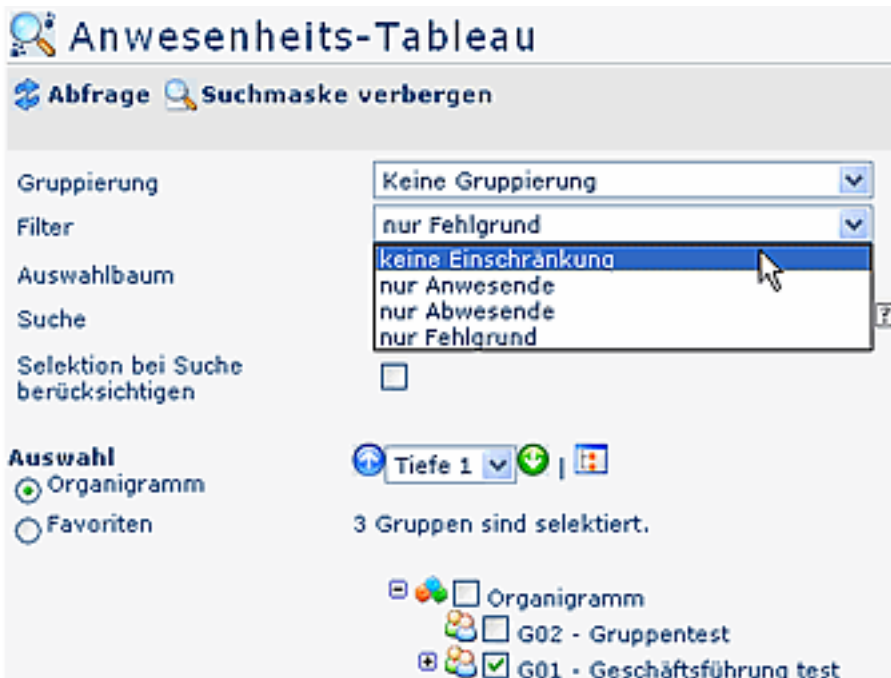 Anwesenheits-Tableau
Abfrage Suchmaske verbergen
Gruppierung Keine Gruppierung
Filter nur Fehlgrund
keine Einschränkung
Auswahlbaum
nur Anwesende
nur Abwesende
Suche
?
nur Fehlgrund
Selektion bei Suche
berücksichtigen
Auswahl
Tiefe 1 |
Organigramm
Favoriten 3 Gruppen sind selektiert.
Organigramm
G02 - Gruppentest
G01 - Geschäftsführung test